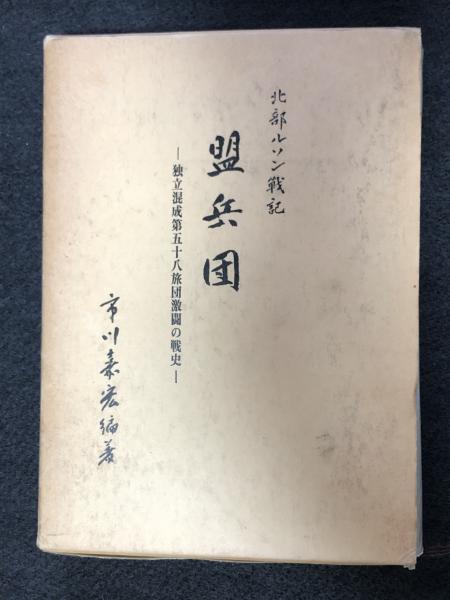 北部ルソン戦記
盟兵団
―独立混成第五十八旅団激闘の戦史―
市川泰宏編著